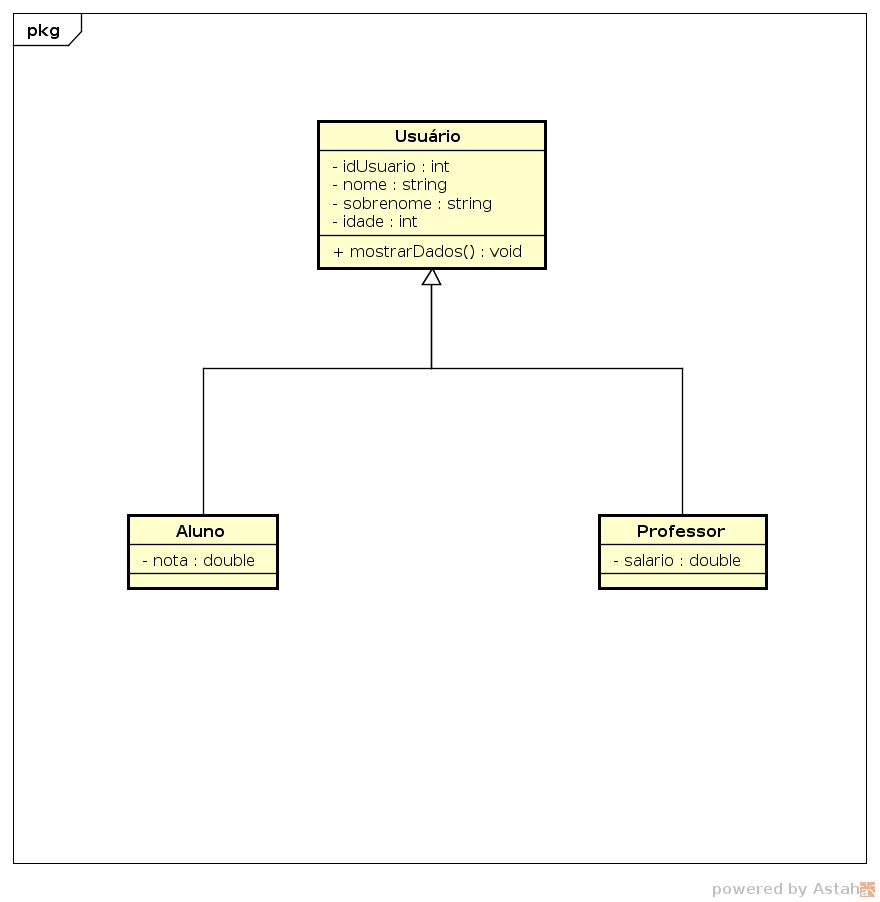 pkg
Usuário
- idUsuario : int
- nome : string
- sobrenome : string
- idade : int
+ mostrarDados() : void
Aluno
- nota : double
Professor
- salario : double
powered by Astah